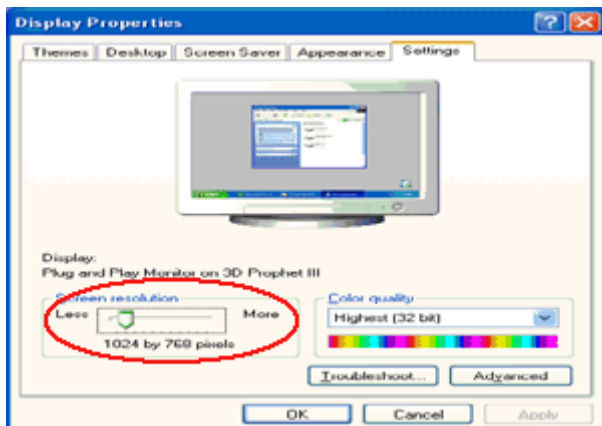 Display Properties
Themes Desktop Screen Saver Appearance Settings
Display:
Plug and Play Monitor on 3D Prophet III
Screen resolution
Less More
1024 by 768 pixels
Color quality
Highest (32 bit)
Troubleshoot... Advanced
OK Cancel Apply